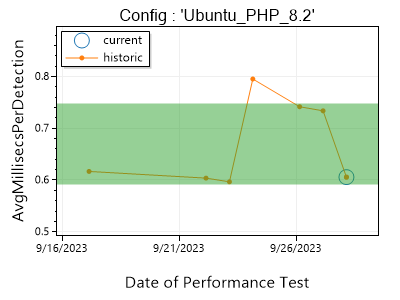 Config : 'Ubuntu_PHP_8.2'
current
historic
AvgMillisecsPerDetection
0.8
0.7
0.6
0.5
9/16/2023
9/21/2023
9/26/2023
Date of Performance Test